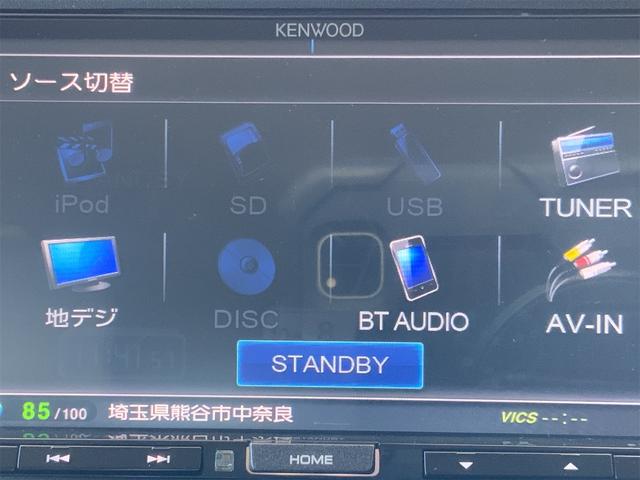 KENWOOD
ソース切替
iPod SD USB TUNER
地デジ DISC BT AUDIO AV-IN
STANDBY
85/100 埼玉県熊谷市中奈良 VICS --:--
HOME